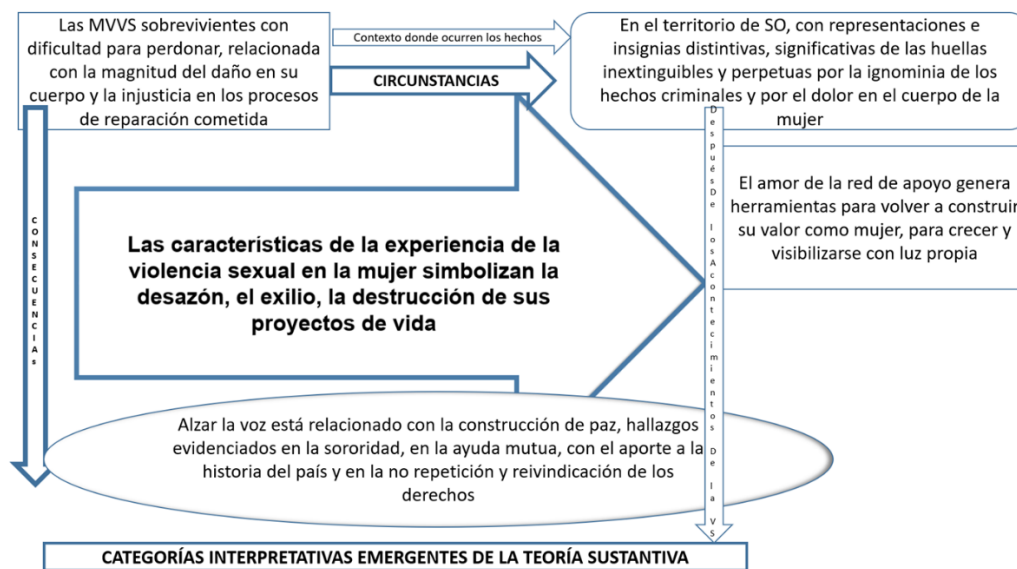 Las MVVS sobrevivientes con
dificultad para perdonar, relacionada
con la magnitud del daño en su
cuerpo y la injusticia en los procesos
de reparación cometida
Contexto donde ocurren los hechos
CIRCUNSTANCIAS
En el territorio de SO, con representaciones e
insignias distintivas, significativas de las huellas
inextinguibles y perpetuas por la ignominia de los
hechos criminales y por el dolor en el cuerpo de la
mujer
CONSECUENCIAs
DespuésDe losAcontecimientos De la VS
El amor de la red de apoyo genera
herramientas para volver a construir
su valor como mujer, para crecer y
visibilizarse con luz propia
Las características de la experiencia de la
violencia sexual en la mujer simbolizan la
desazón, el exilio, la destrucción de sus
proyectos de vida
Alzar la voz está relacionado con la construcción de paz, hallazgos
evidenciados en la sororidad, en la ayuda mutua, con el aporte a la
historia del país y en la no repetición y reivindicación de los
derechos
CATEGORÍAS INTERPRETATIVAS EMERGENTES DE LA TEORÍA SUSTANTIVA